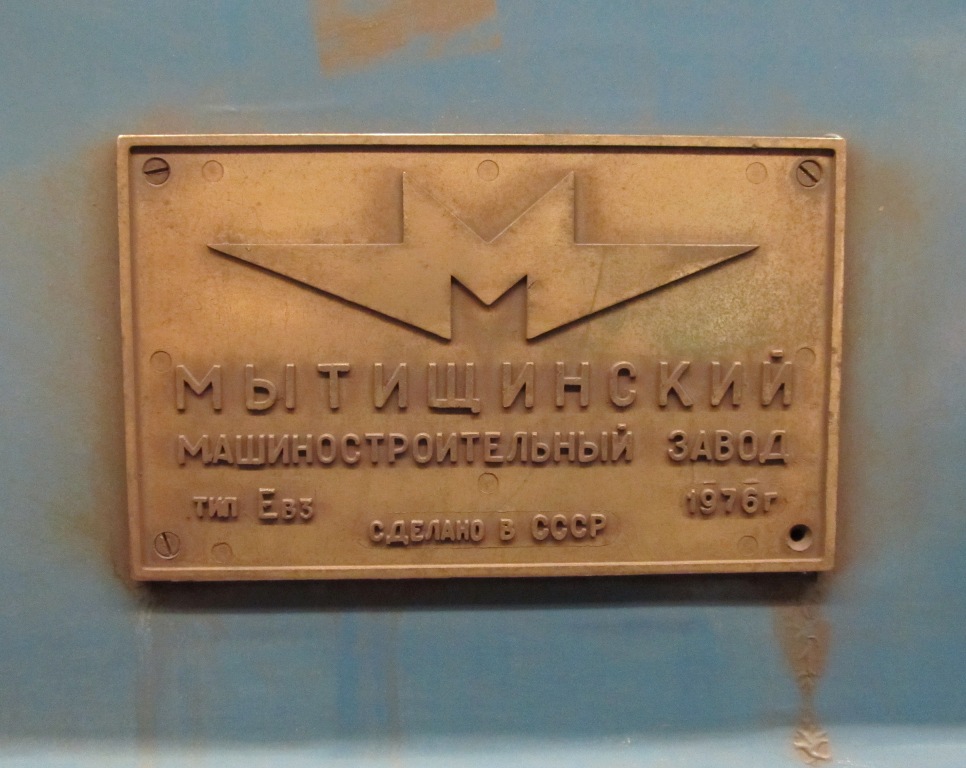 МЫТИЩИНСКИЙ
МАШИНОСТРОИТЕЛЬНЫЙ ЗАВОД
ТИП Ев3 1976г
СДЕЛАНО В СССР